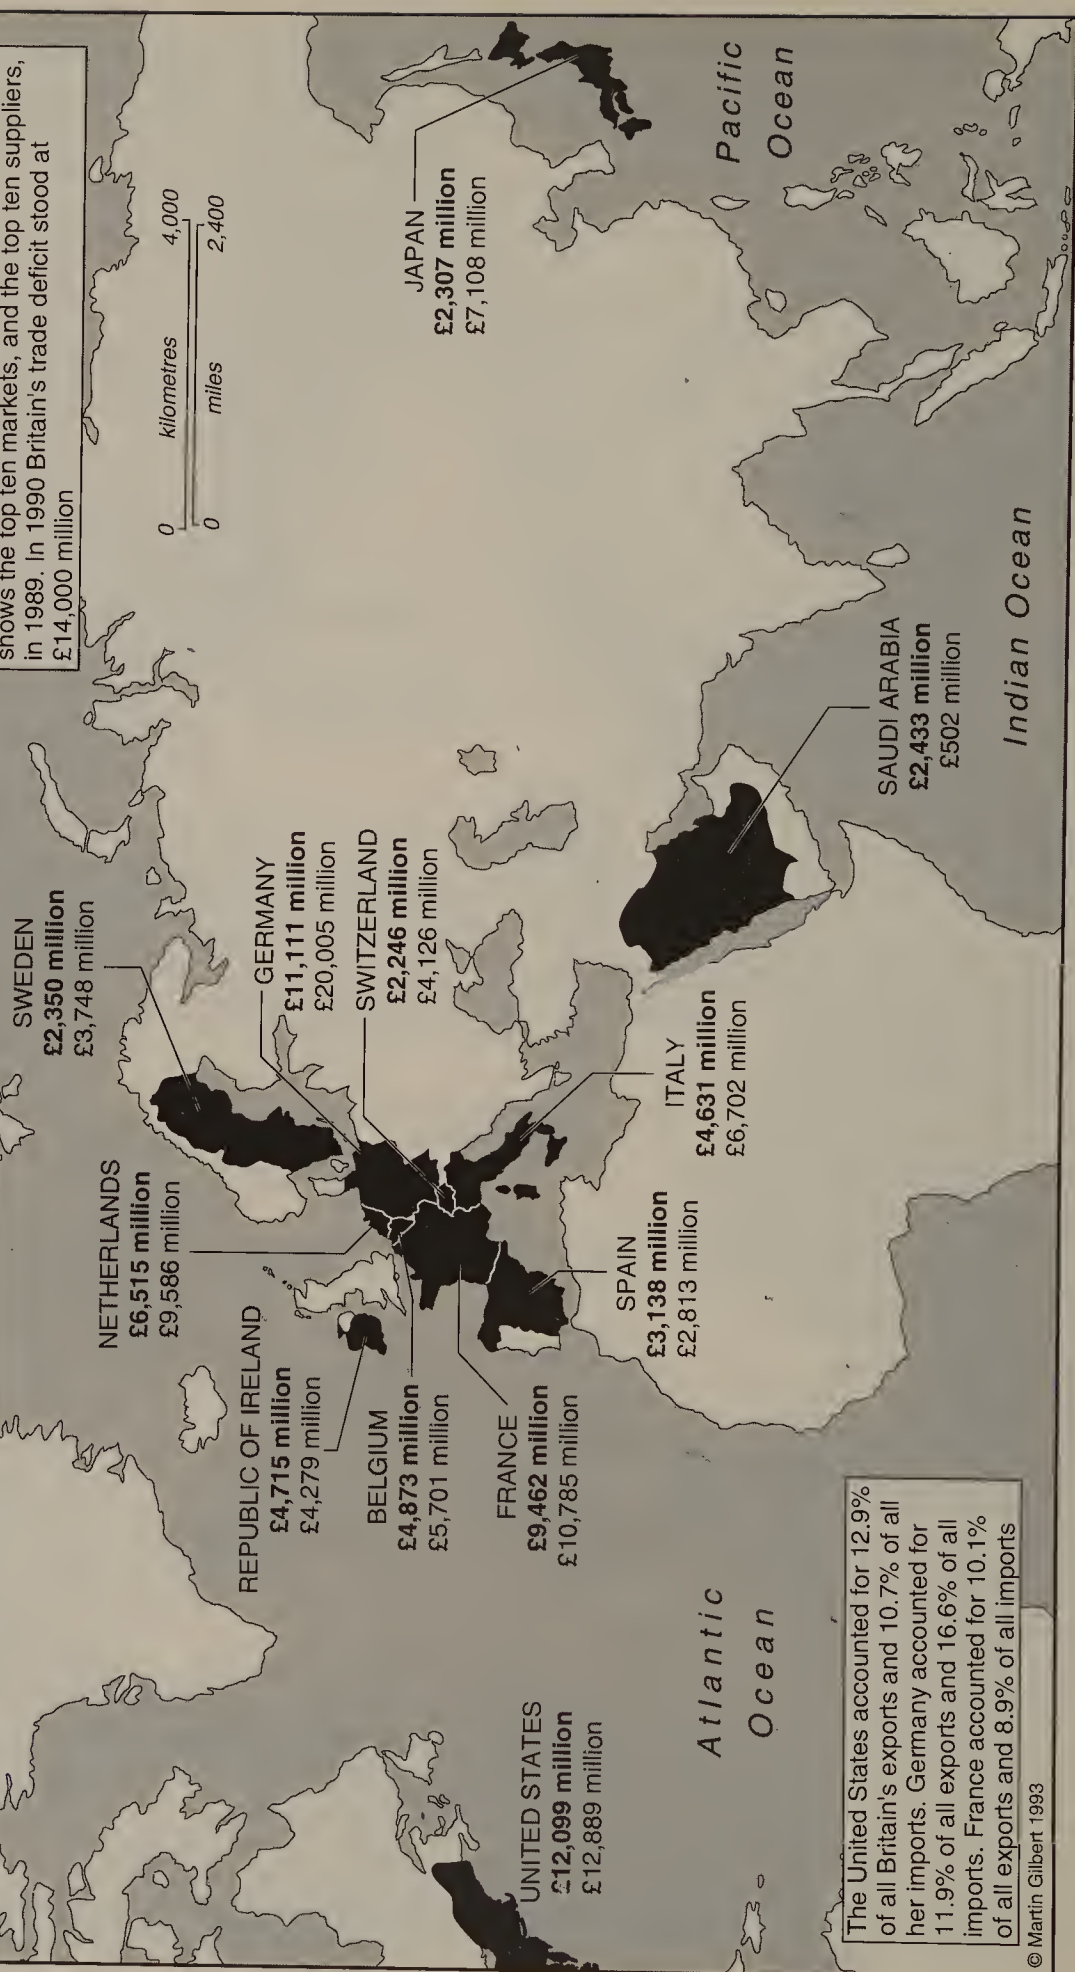 shows the top ten markets, and the top ten suppliers,
in 1989. In 1990 Britain's trade deficit stood at
£14,000 million
0 kilometres 4,000
0 miles 2,400
SWEDEN
£2,350 million
£3,748 million
NETHERLANDS
£6,515 million
£9,586 million
GERMANY
£11,111 million
£20,005 million
SWITZERLAND
£2,246 million
£4,126 million
JAPAN
£2,307 million
£7,108 million
Pacific
Ocean
REPUBLIC OF IRELAND
£4,715 million
£4,279 million
BELGIUM
£4,873 million
£5,701 million
FRANCE
£9,462 million
£10,785 million
UNITED STATES
£12,099 million
£12,889 million
SPAIN
£3,138 million
£2,813 million
ITALY
£4,631 million
£6,702 million
SAUDI ARABIA
£2,433 million
£502 million
Atlantic
Ocean
Indian Ocean
The United States accounted for 12.9%
of all Britain's exports and 10.7% of all
her imports. Germany accounted for
11.9% of all exports and 16.6% of all
imports. France accounted for 10.1%
of all exports and 8.9% of all imports
© Martin Gilbert 1993